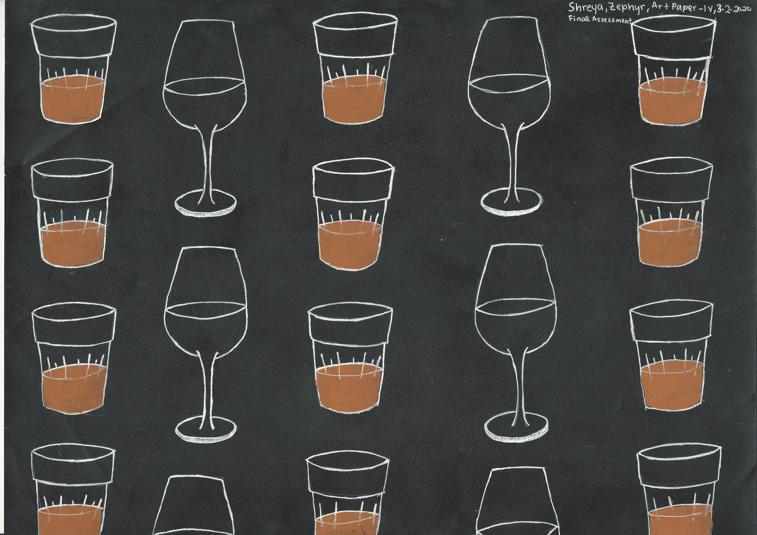 Shreya, Zephyr, Art Paper-IV, 3-2-2020
Final Assessment